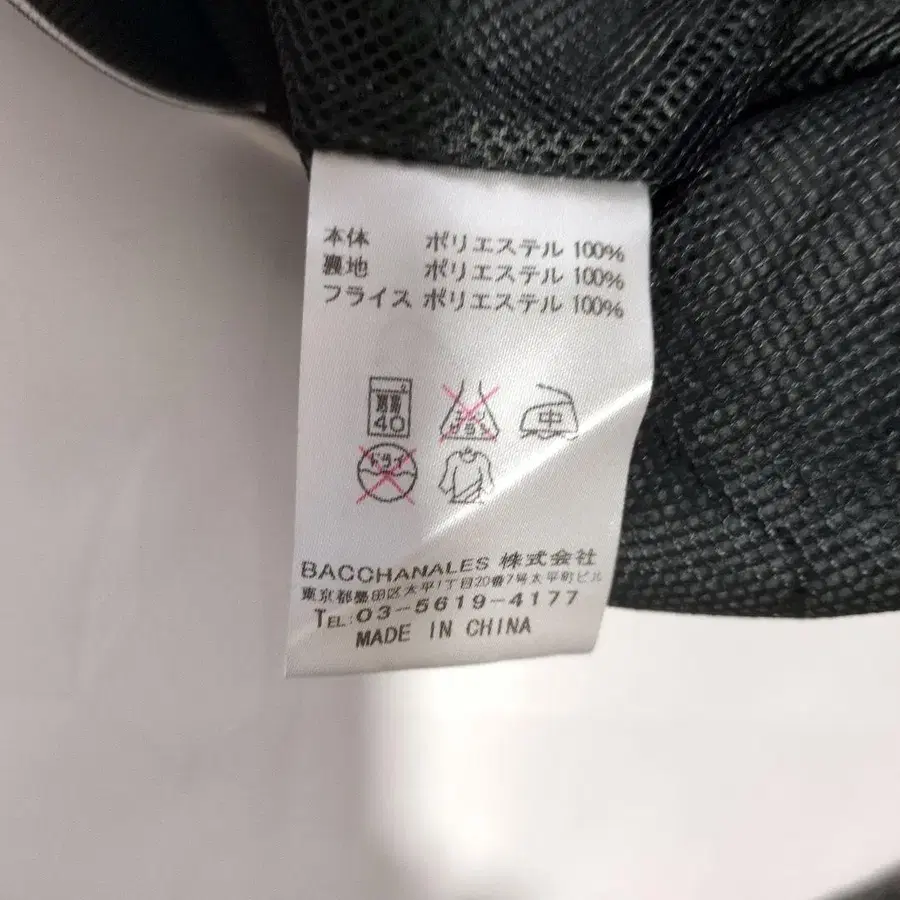 本体 ポリエステル 100%
裏地 ポリエステル 100%
フライス ポリエステル 100%
40
中
ドライ
BACCHANALES 株式会社
東京都墨田区太平1丁目20番7号太平町ビル
TEL:03-5619-4177
MADE IN CHINA